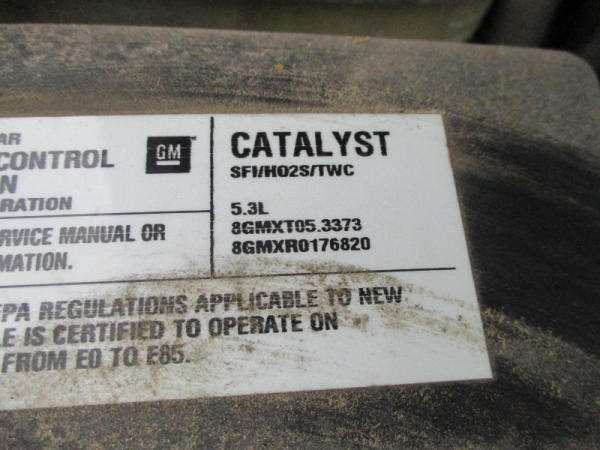 AR
CONTROL
N
RATION
GM
RVICE MANUAL OR
MATION.
CATALYST
SFI/HO2S/TWC
5.3L
8GMXT05.3373
8GMXR0176820
EPA REGULATIONS APPLICABLE TO NEW
LE IS CERTIFIED TO OPERATE ON
FROM E0 TO E85.